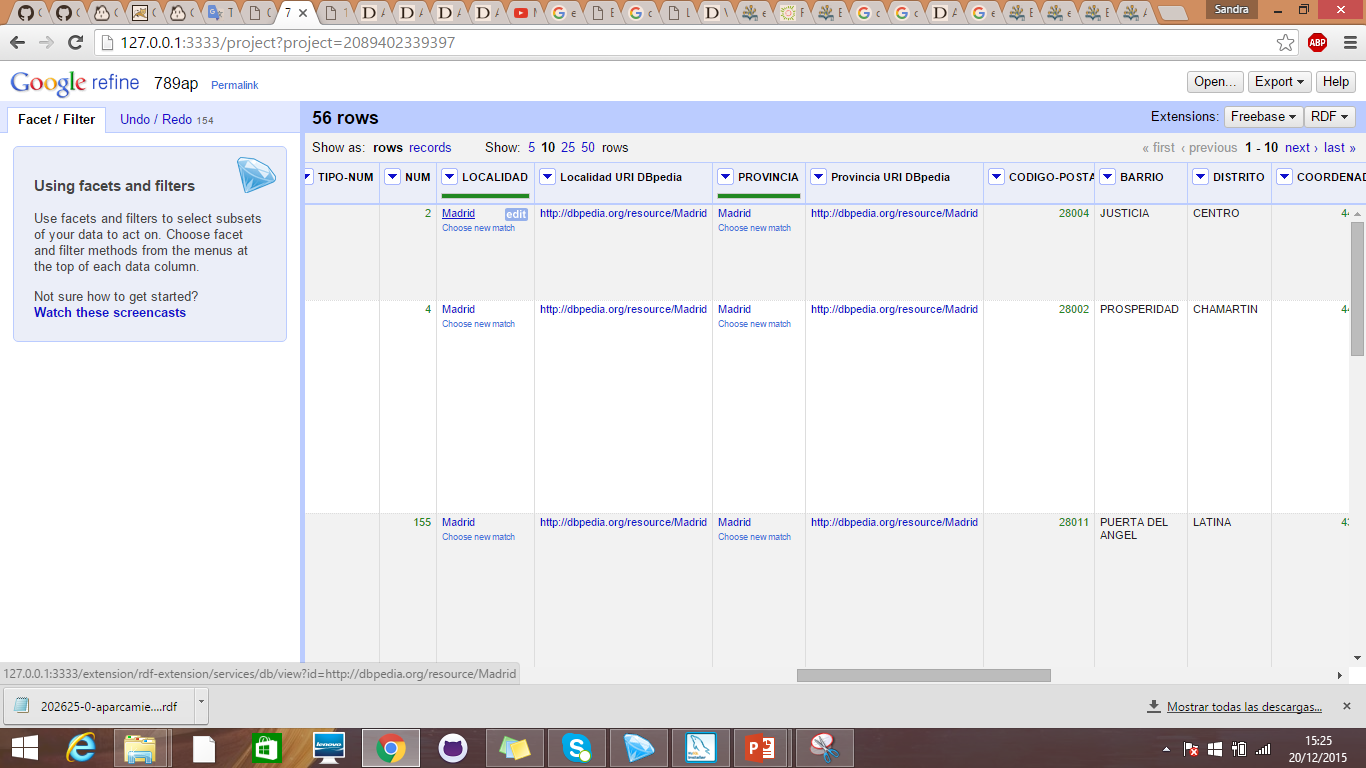 7
Sandra
127.0.0.1:3333/project?project=2089402339397
ABP
Google refine 789ap Permalink Open... Export Help
Facet / Filter Undo / Redo 154
56 rows Extensions: Freebase RDF
Show as: rows records Show: 5 10 25 50 rows « first ‹ previous 1 - 10 next › last »
Using facets and filters
Use facets and filters to select subsets
of your data to act on. Choose facet
and filter methods from the menus at
the top of each data column.
Not sure how to get started?
Watch these screencasts
TIPO-NUM NUM LOCALIDAD Localidad URI DBpedia PROVINCIA Provincia URI DBpedia CODIGO-POSTA BARRIO DISTRITO COORDENAD
2 Madrid edit http://dbpedia.org/resource/Madrid Madrid http://dbpedia.org/resource/Madrid 28004 JUSTICIA CENTRO 44
Choose new match Choose new match
4 Madrid http://dbpedia.org/resource/Madrid Madrid http://dbpedia.org/resource/Madrid 28002 PROSPERIDAD CHAMARTIN 44
Choose new match Choose new match
155 Madrid http://dbpedia.org/resource/Madrid Madrid http://dbpedia.org/resource/Madrid 28011 PUERTA DEL LATINA 43
Choose new match Choose new match ANGEL
127.0.0.1:3333/extension/rdf-extension/services/db/view?id=http://dbpedia.org/resource/Madrid
202625-0-aparcamie....rdf Mostrar todas las descargas...
lenovo
15:25
20/12/2015